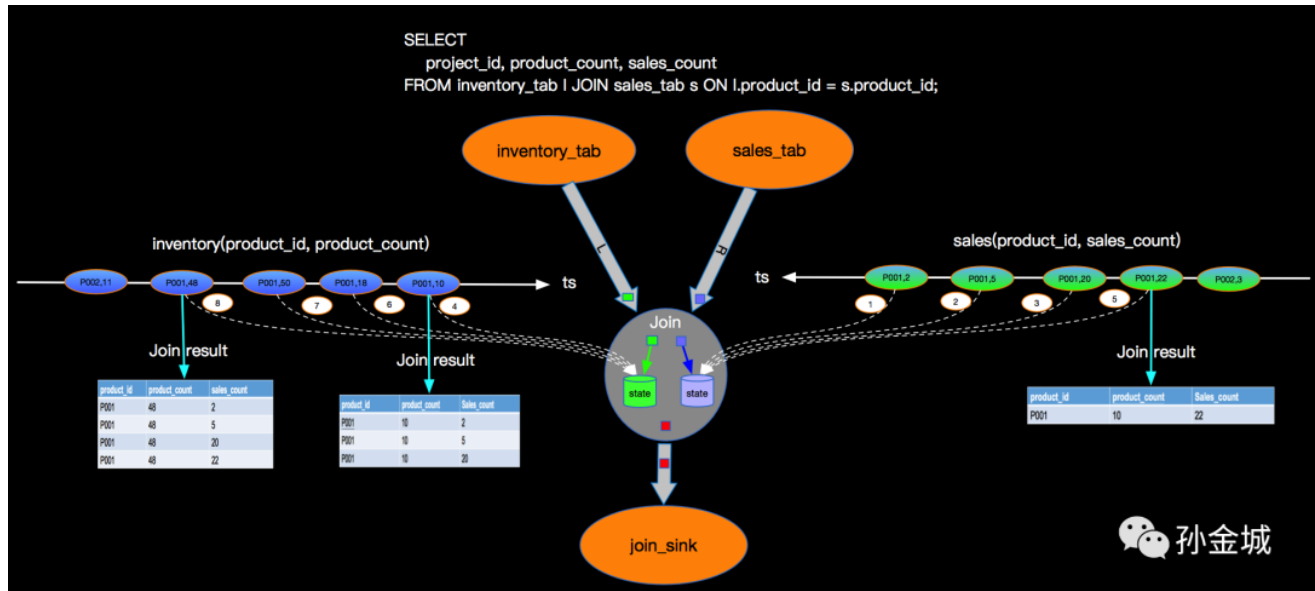 SELECT
project_id, product_count, sales_count
FROM inventory_tab I JOIN sales_tab s ON I.product_id = s.product_id;
inventory_tab
sales_tab
L
R
inventory(product_id, product_count)
sales(product_id, sales_count)
P002,11
P001,48
P001,50
P001,18
P001,10
ts
ts
P001,2
P001,5
P001,20
P001,22
P002,3
8
7
6
4
1
2
3
5
Join
state
state
Join result
product_id product_count sales_count
P001 48 2
P001 48 5
P001 48 20
P001 48 22
Join result
product_id product_count Sales_count
P001 10 2
P001 10 5
P001 10 20
Join result
product_id product_count Sales_count
P001 10 22
join_sink
孙金城